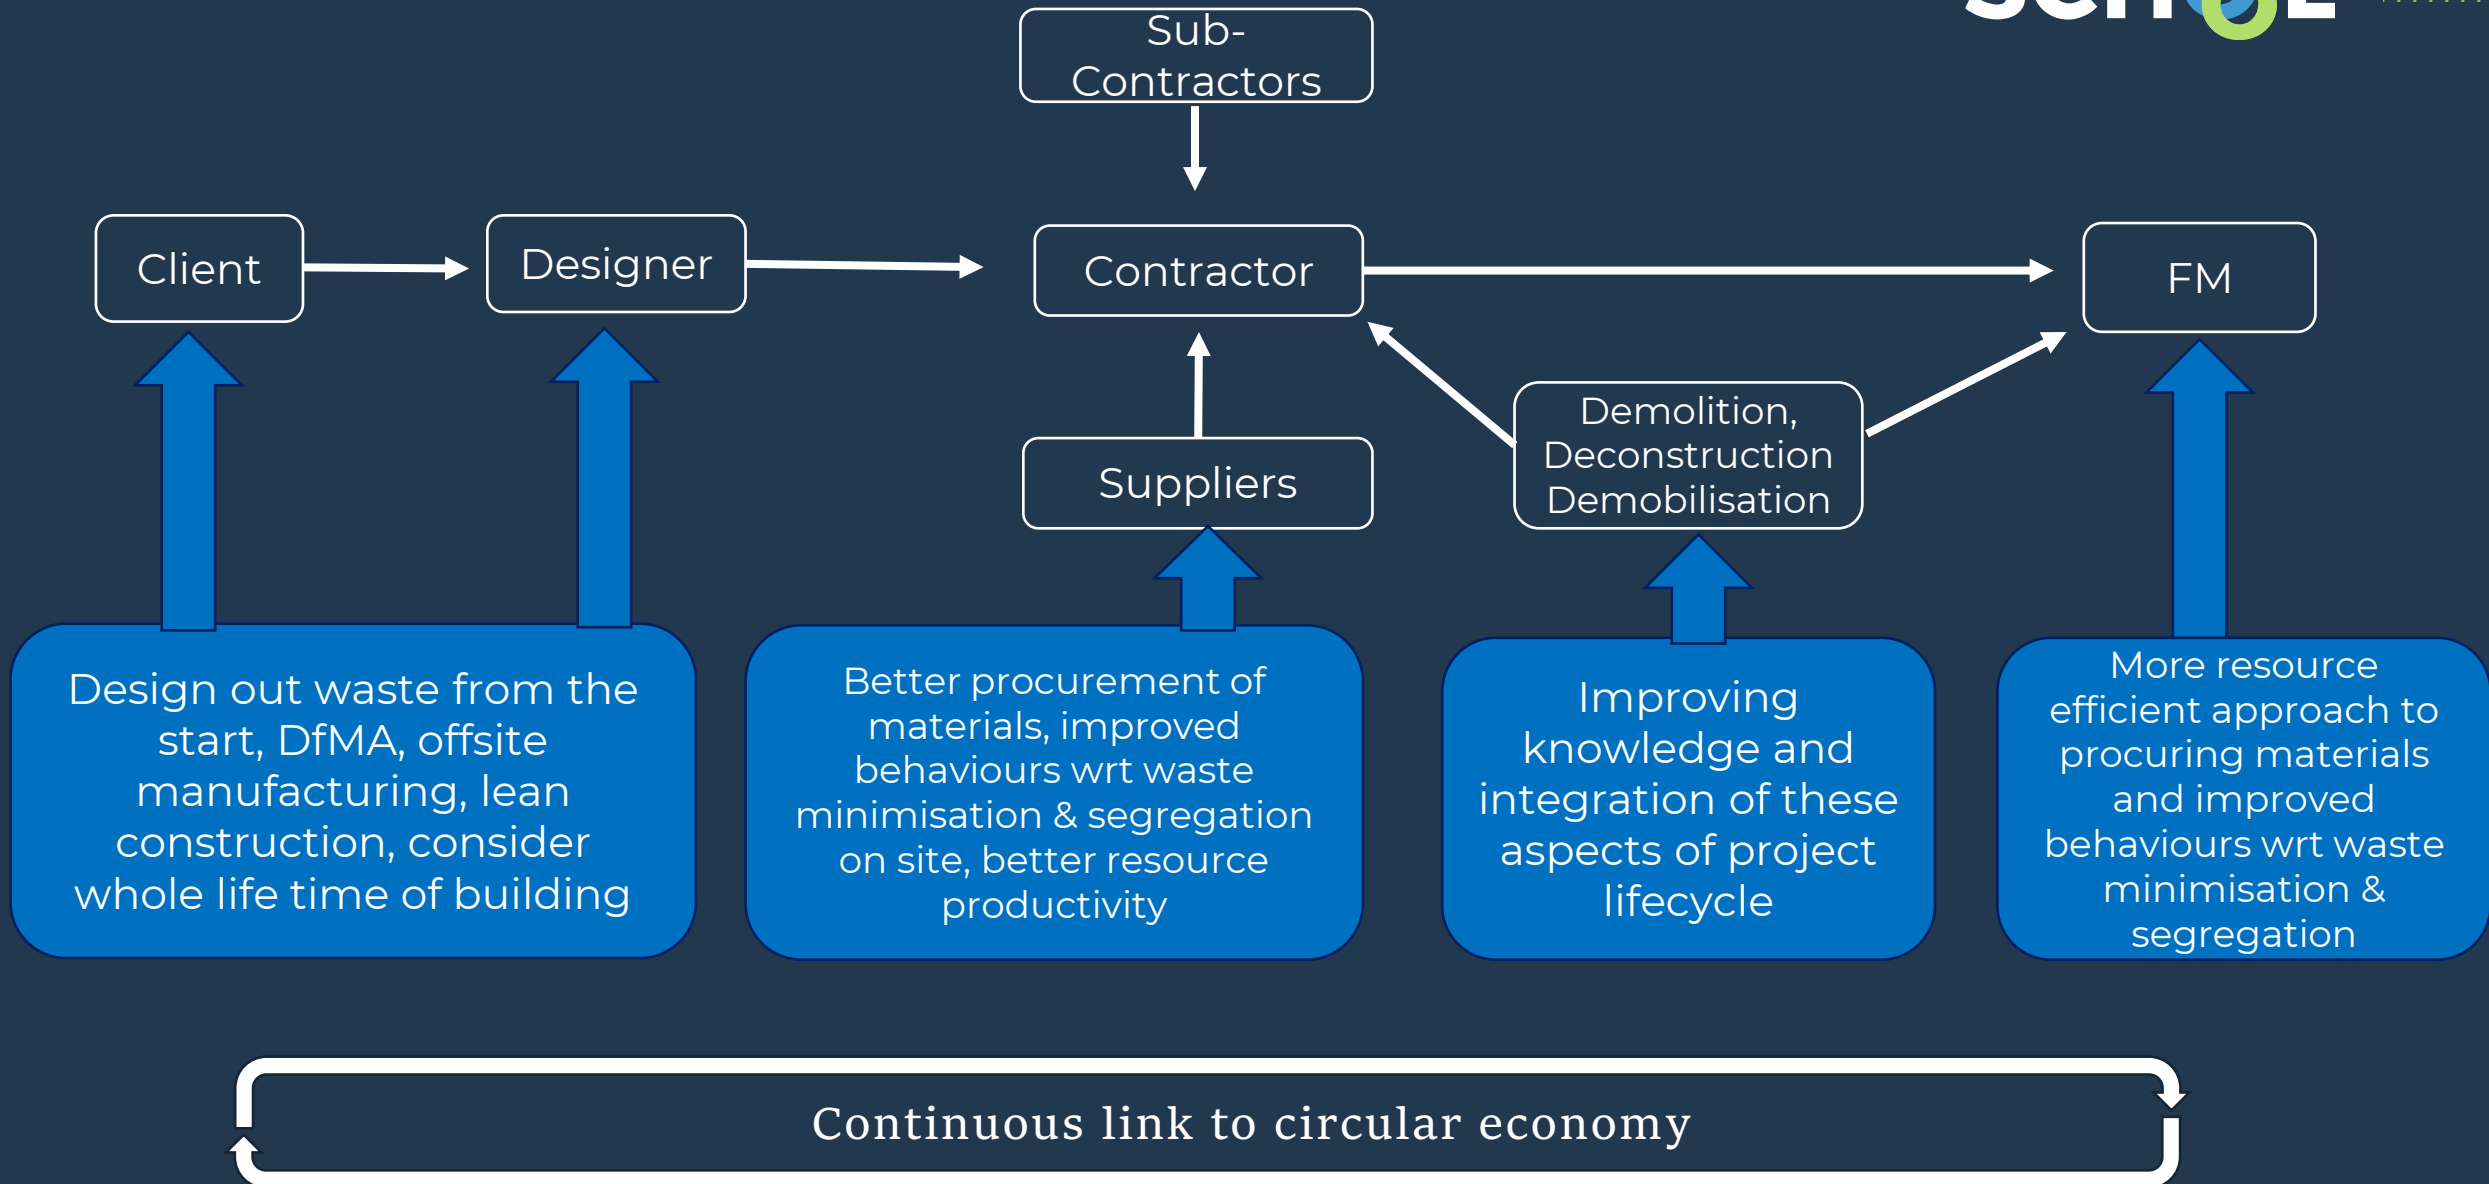 Sub-
Contractors
Client
Designer
Contractor
FM
Suppliers
Demolition,
Deconstruction
Demobilisation
Design out waste from the
start, DfMA, offsite
manufacturing, lean
construction, consider
whole life time of building
Better procurement of
materials, improved
behaviours wrt waste
minimisation & segregation
on site, better resource
productivity
Improving
knowledge and
integration of these
aspects of project
lifecycle
More resource
efficient approach to
procuring materials
and improved
behaviours wrt waste
minimisation &
segregation
Continuous link to circular economy